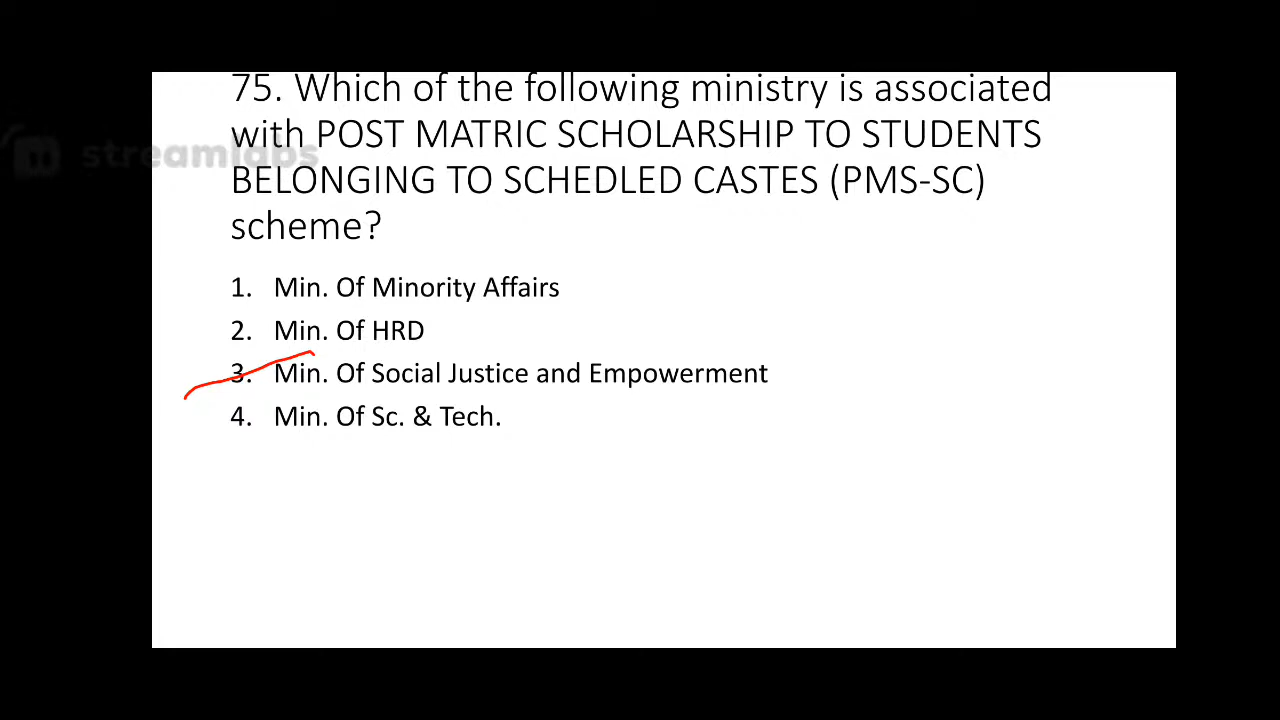 75. Which of the following ministry is associated
with POST MATRIC SCHOLARSHIP TO STUDENTS
streamlabs
BELONGING TO SCHEDLED CASTES (PMS-SC)
scheme?
1. Min. Of Minority Affairs
2. Min. Of HRD
3. Min. Of Social Justice and Empowerment
4. Min. Of Sc. & Tech.